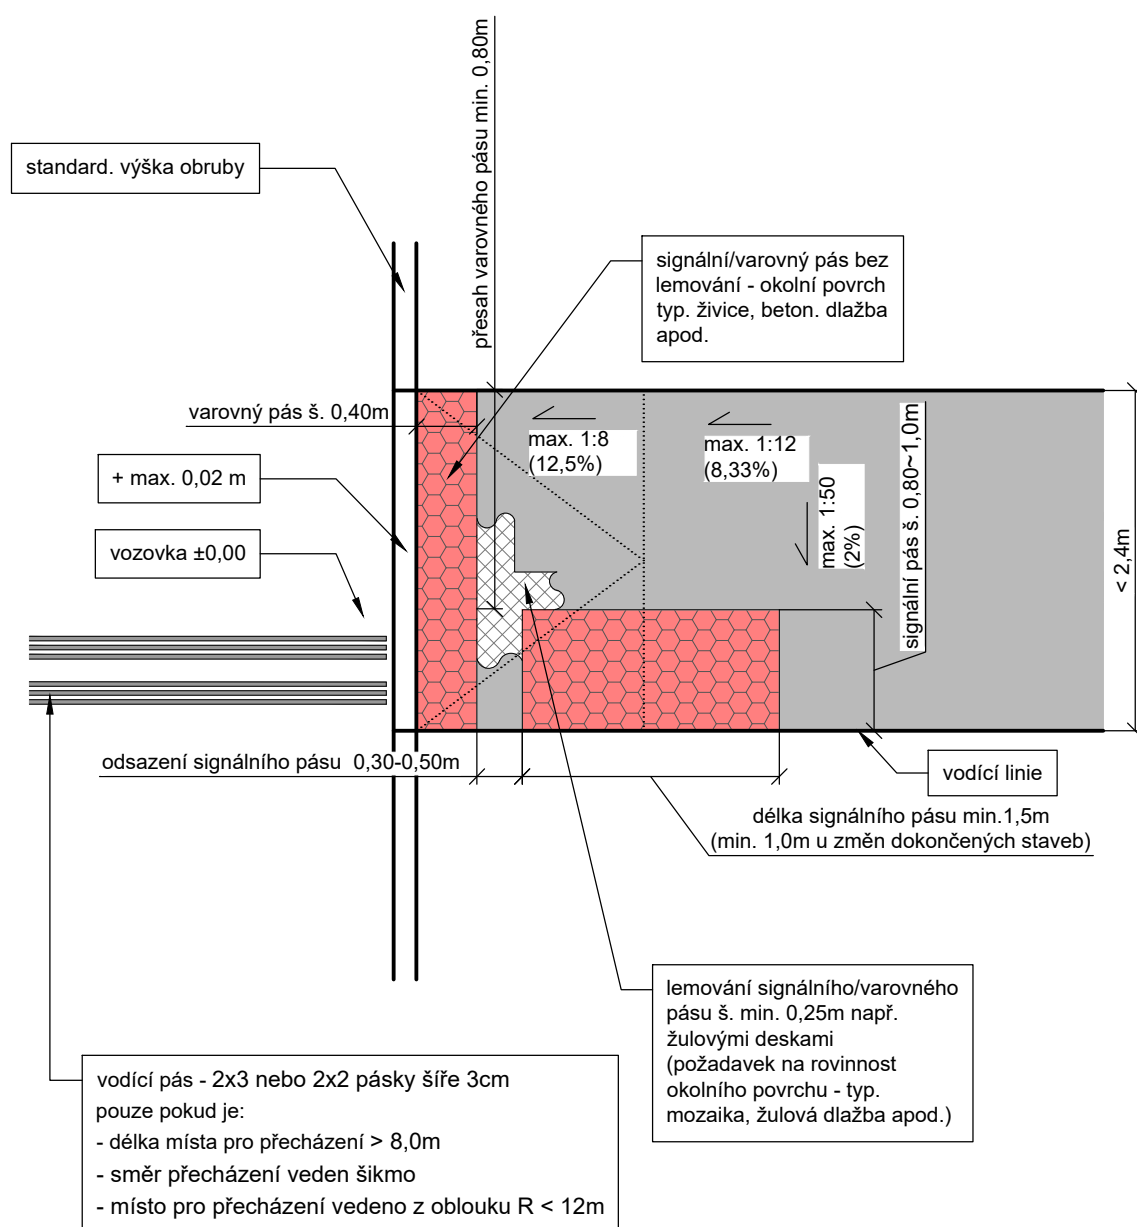 přesah varovného pásu min. 0,80m
standard. výška obruby
signální/varovný pás bez
lemování - okolní povrch
typ. živice, beton. dlažba
apod.
varovný pás š. 0,40m
max. 1:8
(12,5%)
max. 1:12
(8,33%)
max. 1:50
(2%)
signální pás š. 0,80~1,0m
< 2,4m
+ max. 0,02 m
vozovka ±0,00
odsazení signálního pásu 0,30-0,50m
vodící linie
délka signálního pásu min.1,5m
(min. 1,0m u změn dokončených staveb)
lemování signálního/varovného
pásu š. min. 0,25m např.
žulovými deskami
(požadavek na rovinnost
okolního povrchu - typ.
mozaika, žulová dlažba apod.)
vodící pás - 2x3 nebo 2x2 pásky šíře 3cm
pouze pokud je:
- délka místa pro přecházení > 8,0m
- směr přecházení veden šikmo
- místo pro přecházení vedeno z oblouku R < 12m